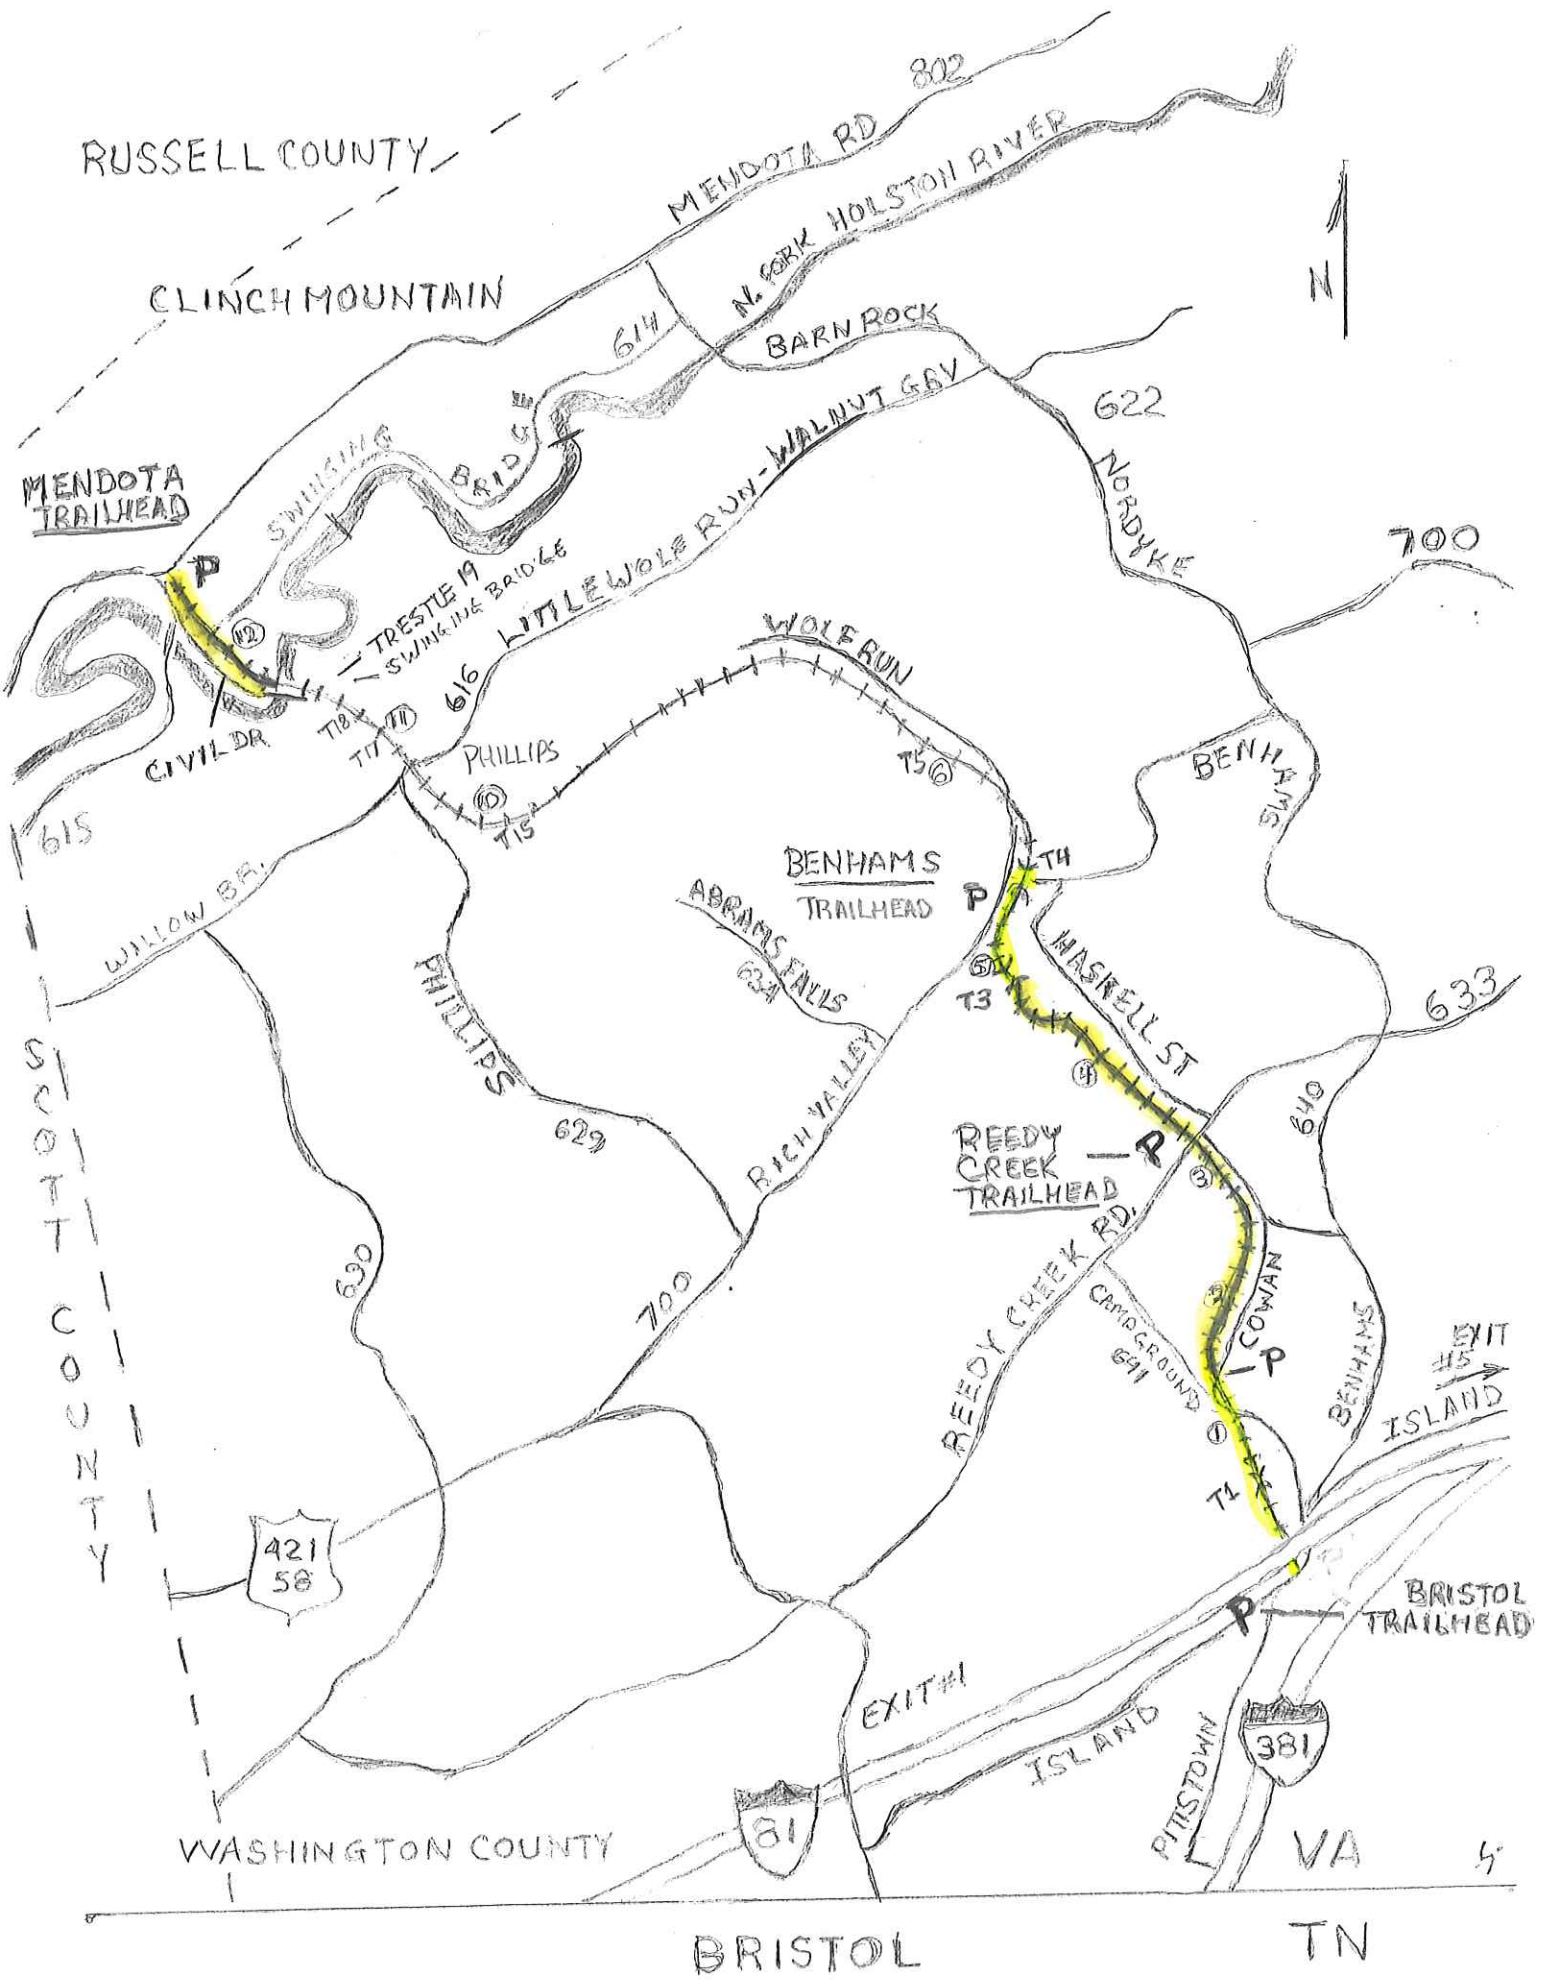 802
MENDOTA RD
RUSSELL COUNTY
N. FORK HOLSTON RIVER
CLINCH MOUNTAIN
N
614
BARN ROCK
622
SWINGING
BRIDGE
LITTLE WOLF RUN - WALNUT GRV
NORDYKE
MENDOTA
TRAILHEAD
P
700
12
TRESTLE 19
SWINGING BRIDGE
WOLF RUN
616
T18
11
T17
CIVIL DR
PHILLIPS
BENHAMS
T5
6
10
T15
615
BENHAMS
TRAILHEAD
P
T4
WILLOW BR.
ABRAMS FALLS
HASKELL ST
5
T3
634
PHILLIPS
633
SCOTT COUNTY
4
RICH VALLEY
640
629
REEDY
CREEK
TRAILHEAD
P
3
630
700
REEDY CREEK RD.
COWAN
2
CAMPGROUND
691
P
BENHAMS
EXIT
#5
ISLAND
1
T1
421
58
P
BRISTOL
TRAILHEAD
EXIT #1
ISLAND
PITTSTOWN
381
81
WASHINGTON COUNTY
VA
BRISTOL
TN